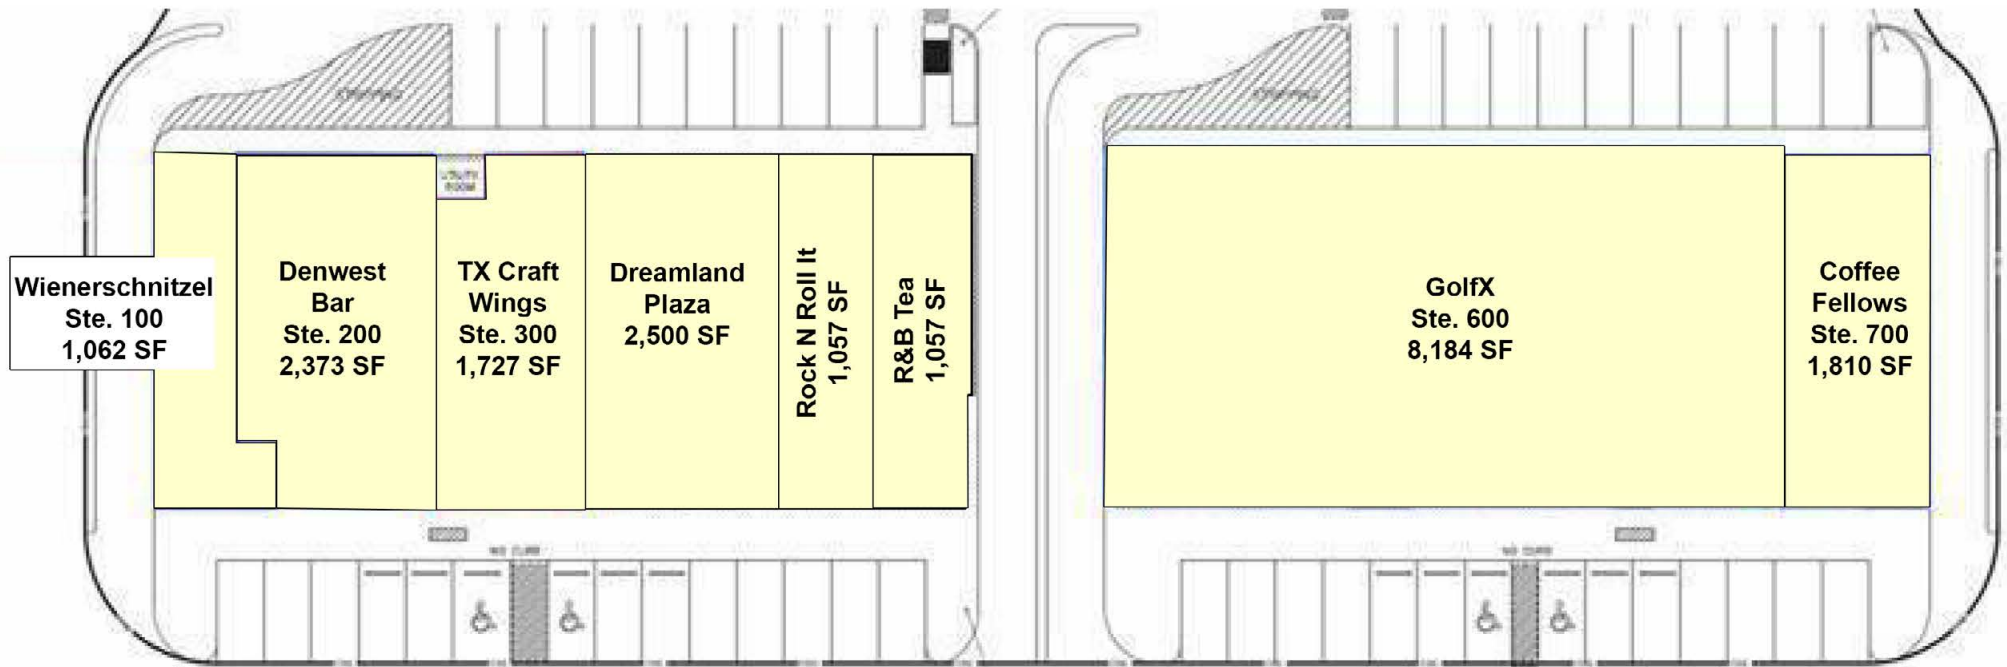 Wienerschnitzel
Ste. 100
1,062 SF
Denwest
Bar
Ste. 200
2,373 SF
UTILITY
ROOM
TX Craft
Wings
Ste. 300
1,727 SF
Dreamland
Plaza
2,500 SF
Rock N Roll It
1,057 SF
R&B Tea
1,057 SF
GolfX
Ste. 600
8,184 SF
Coffee
Fellows
Ste. 700
1,810 SF
NO CURB
NO CURB